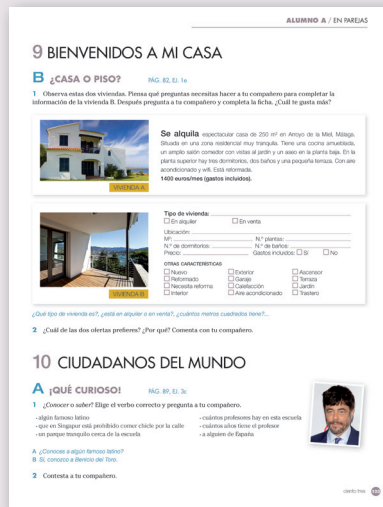 ALUMNO A / EN PAREJAS
9 BIENVENIDOS A MI CASA
B ¿CASA O PISO? PÁG. 82, EJ. 1e
1 Observa estas dos viviendas. Piensa qué preguntas necesitas hacer a tu compañero para completar la
información de la vivienda B. Después pregunta a tu compañero y completa la ficha. ¿Cuál te gusta más?
Se alquila espectacular casa de 250 m² en Arroyo de la Miel, Málaga.
Situada en una zona residencial muy tranquila. Tiene una cocina amueblada,
un amplio salón comedor con vistas al jardín y un aseo en la planta baja. En la
planta superior hay tres dormitorios, dos baños y una pequeña terraza. Con aire
acondicionado y wifi. Está reformada.
1400 euros/mes (gastos incluidos).
VIVIENDA A
Tipo de vivienda:
En alquiler En venta
Ubicación:
M²: N.º plantas:
N.º de dormitorios: N.º de baños:
Precio: Gastos incluidos: Sí No
OTRAS CARACTERÍSTICAS
Nuevo Exterior Ascensor
Reformado Garaje Terraza
Necesita reforma Calefacción Jardín
Interior Aire acondicionado Trastero
VIVIENDA B
¿Qué tipo de vivienda es?, ¿está en alquiler o en venta?, ¿cuántos metros cuadrados tiene?...
2 ¿Cuál de las dos ofertas prefieres? ¿Por qué? Comenta con tu compañero.
10 CIUDADANOS DEL MUNDO
A ¡QUÉ CURIOSO! PÁG. 89, EJ. 3c
1 ¿Conocer o saber? Elige el verbo correcto y pregunta a tu compañero.
- algún famoso latino - cuántos profesores hay en esta escuela
- que en Singapur está prohibido comer chicle por la calle - cuántos años tiene el profesor
- un parque tranquilo cerca de la escuela - a alguien de España
A ¿Conoces a algún famoso latino?
B Sí, conozco a Benicio del Toro.
2 Contesta a tu compañero.
ciento tres 103